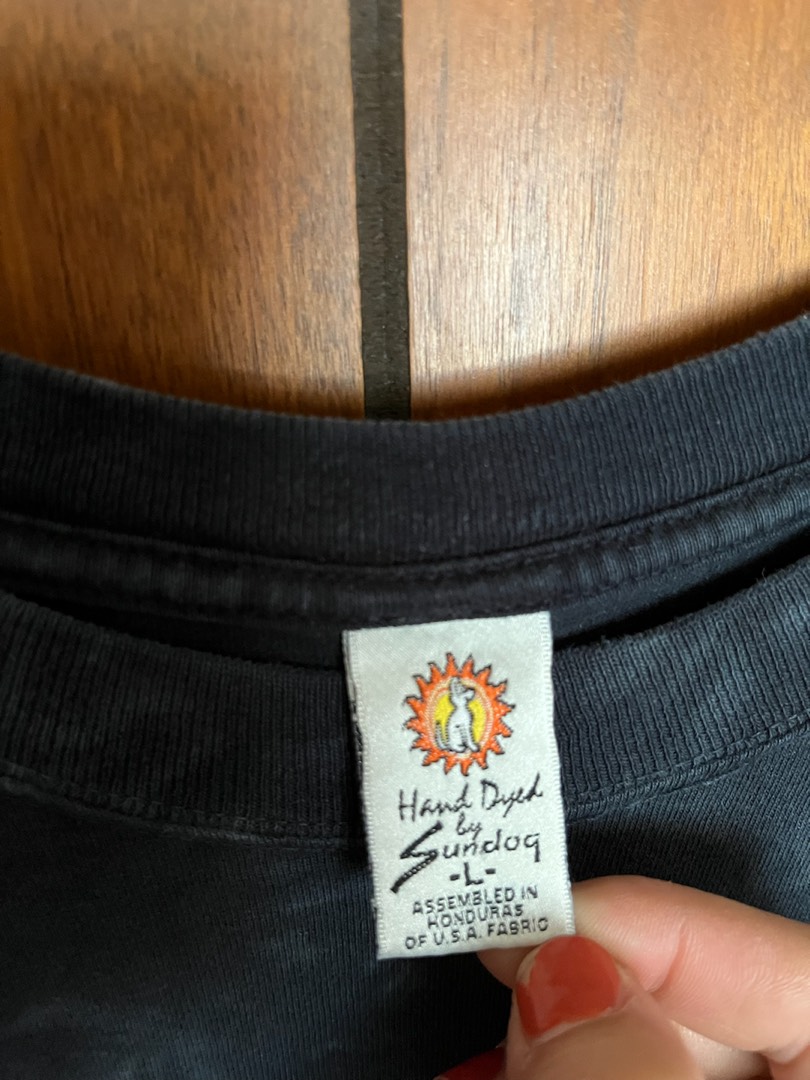 Hand Dyed
by
Sundog
-L-
ASSEMBLED IN
HONDURAS
OF U.S.A. FABRIC